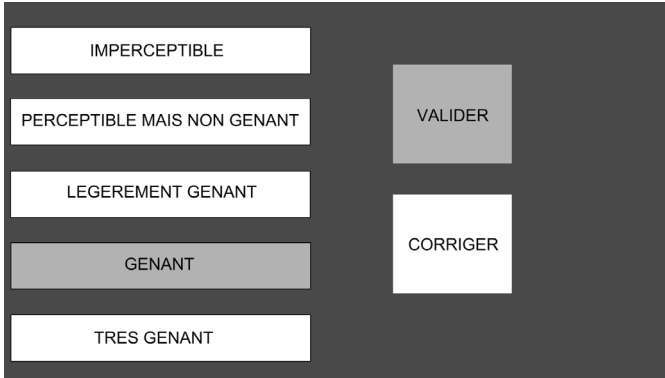 IMPERCEPTIBLE
PERCEPTIBLE MAIS NON GENANT
LEGEREMENT GENANT
GENANT
TRES GENANT
VALIDER
CORRIGER